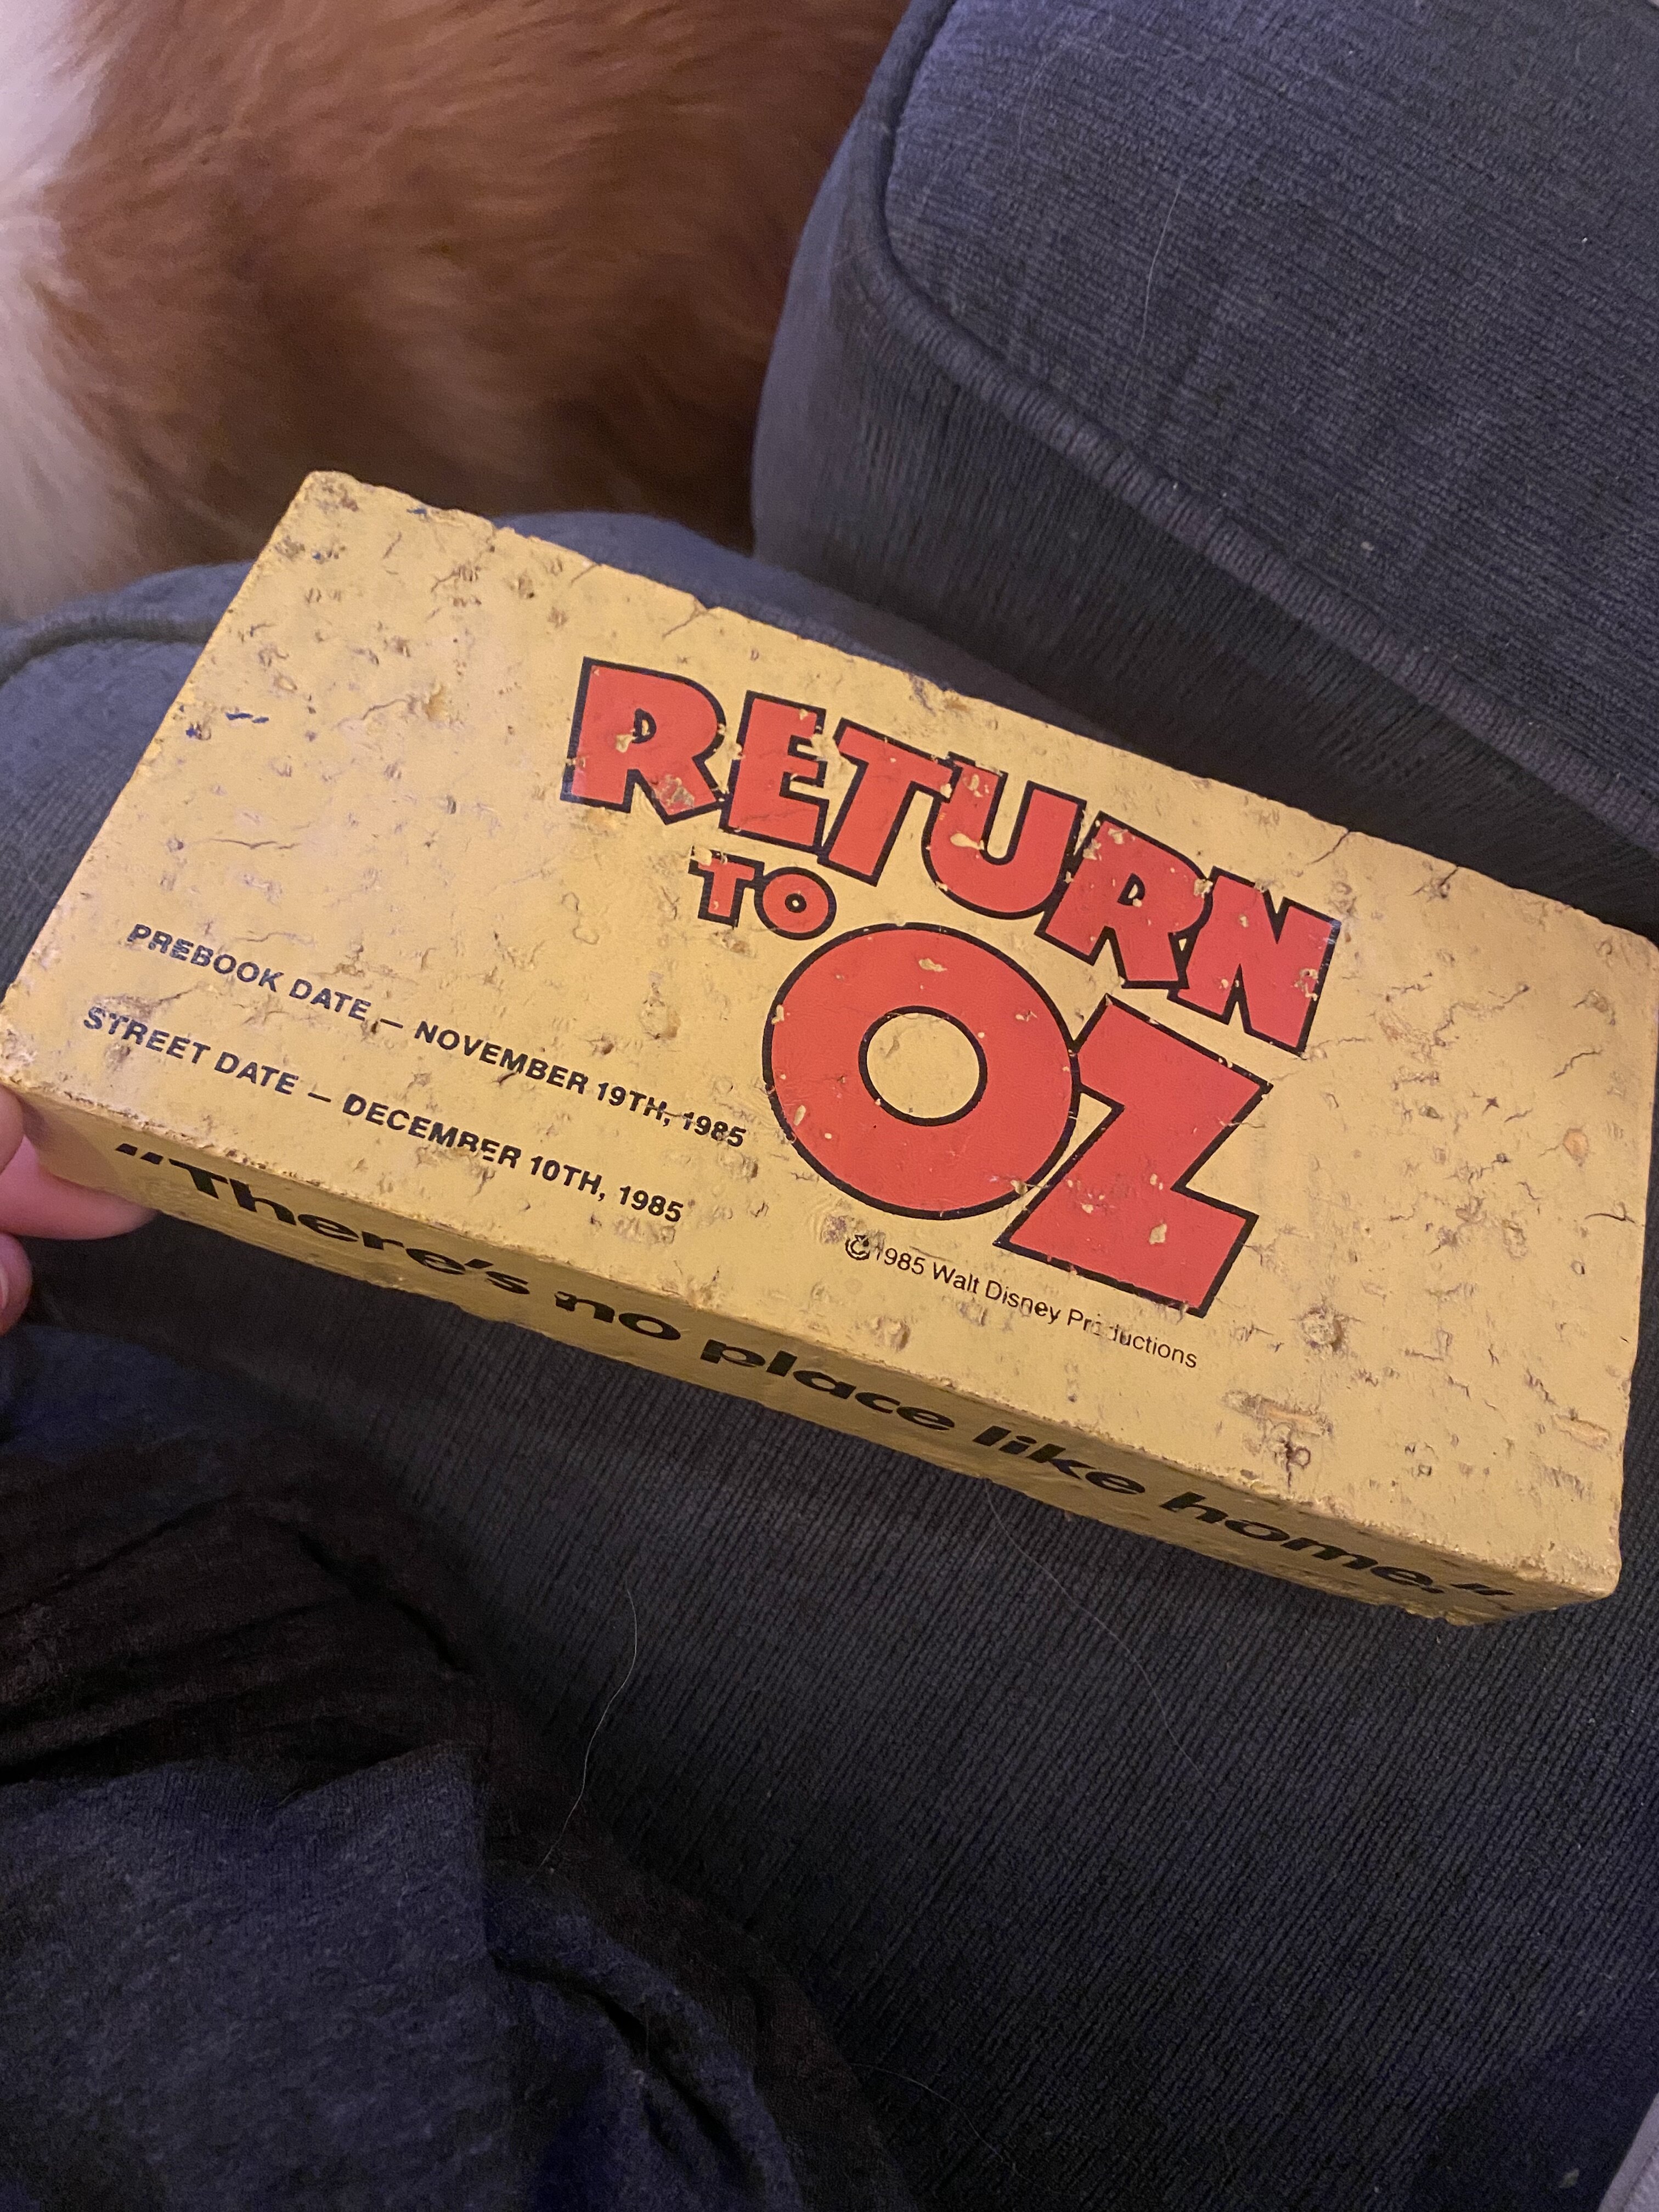 RETURN
TO
OZ
PREBOOK DATE – NOVEMBER 19TH, 1985
STREET DATE – DECEMBER 10TH, 1985
©1985 Walt Disney Productions
"There's no place like home."